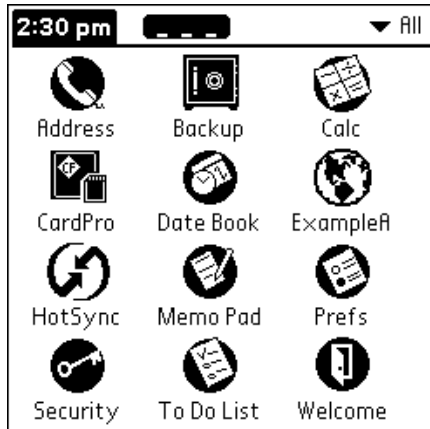 2:30 pm All
Address Backup Calc
CF
CardPro Date Book ExampleA
HotSync Memo Pad Prefs
Security To Do List Welcome